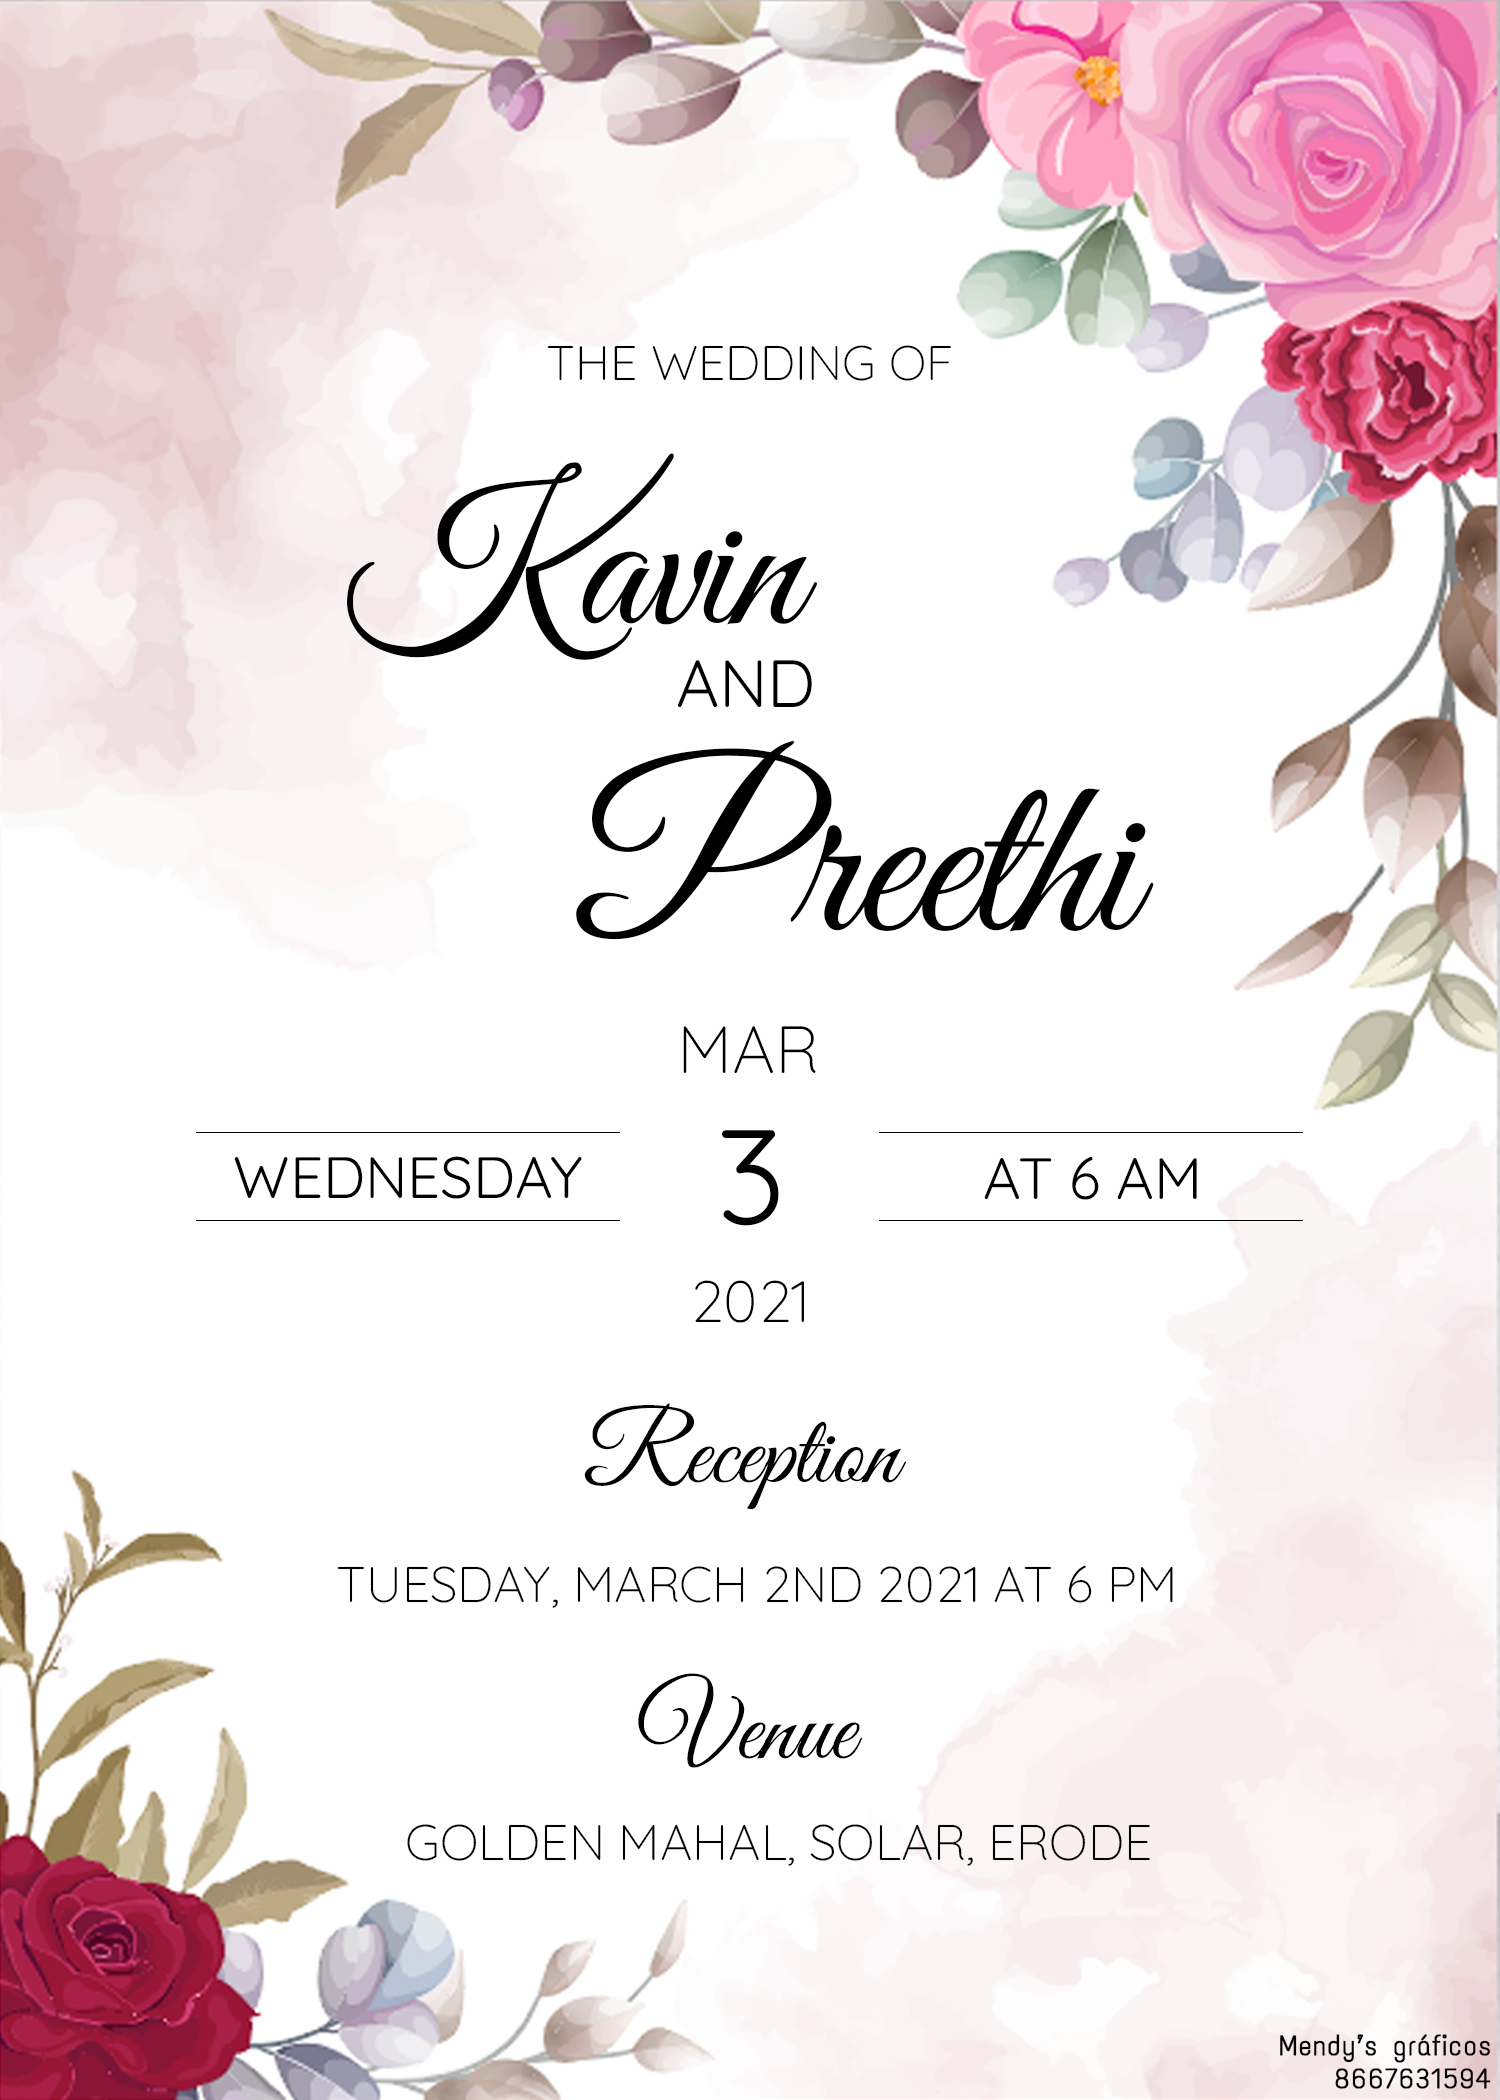 THE WEDDING OF
Kavin
AND
Preethi
MAR
WEDNESDAY 3 AT 6 AM
2021
Reception
TUESDAY, MARCH 2ND 2021 AT 6 PM
Venue
GOLDEN MAHAL, SOLAR, ERODE
Mendy's gráficos
8667631594